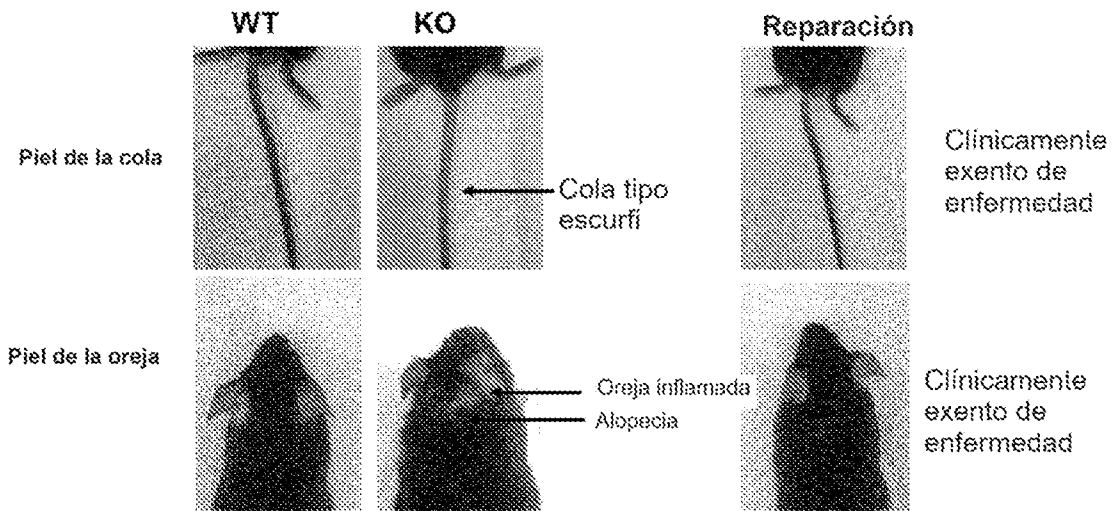 WT
KO
Reparación
Piel de la cola
Cola tipo
escurfi
Clínicamente
exento de
enfermedad
Piel de la oreja
Oreja inflamada
Alopecia
Clínicamente
exento de
enfermedad